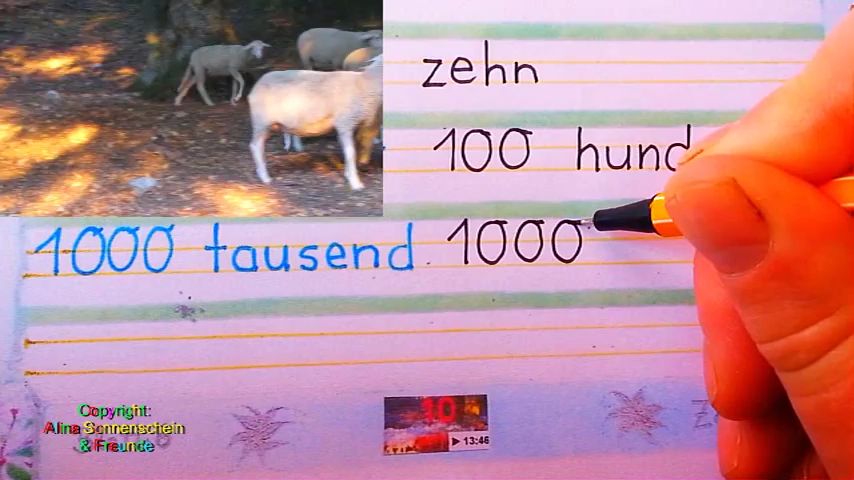 zehn
100 hund
1000 tausend 1000
10
13:46
Copyright:
Alina Sonnenschein
& Freunde